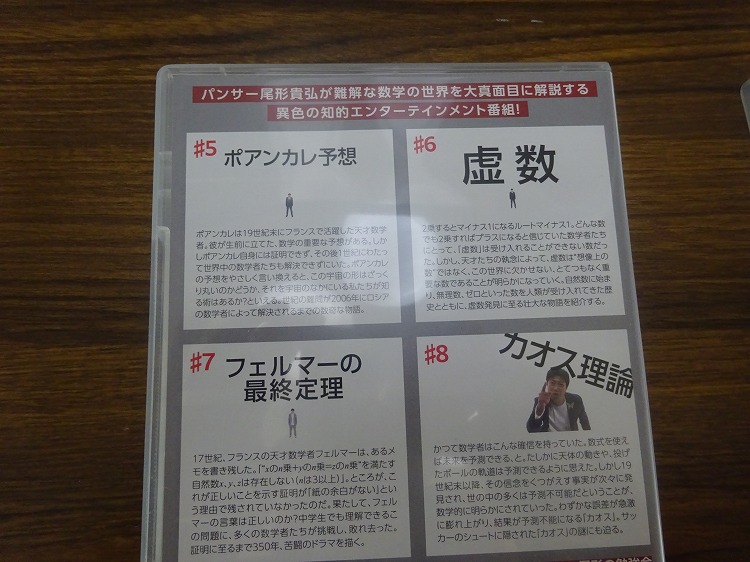 パンサー尾形貴弘が難解な数学の世界を大真面目に解説する
異色の知的エンターテインメント番組!
#5
ポアンカレ予想
ポアンカレは19世紀末にフランスで活躍した天才数学
者。彼が生前に立てた、数学の重要な予想がある。しか
しポアンカレ自身には証明できず、その後1世紀にわたっ
て世界中の数学者たちも解決できずにいた。ポアンカレ
の予想をやさしく言い換えると、この宇宙の形はざっく
り丸いのかどうか、それを宇宙のなかにいる私たちが知
る術はあるか?といえる。世紀の難問が2006年にロシア
の数学者によって解決されるまでの数奇な物語。
#6
虚数
2乗するとマイナス1になるルートマイナス1。どんな数
でも2乗すればプラスになると信じていた数学者たち
にとって、「虚数」は受け入れることができない数だっ
た。しかし、天才たちの執念によって、虚数は“想像上の
数”ではなく、この世界に欠かせない、とてつもなく重
要な数であることが明らかになっていく。自然数に始ま
り、無理数、ゼロといった数を人類が受け入れてきた歴
史とともに、虚数発見に至る壮大な物語を紹介する。
#7
フェルマーの
最終定理
17世紀、フランスの天才数学者フェルマーは、あるメ
モを書き残した。「“xのn乗+yのn乗=zのn乗”を満たす
自然数x、y、zは存在しない(nは3以上)」。ところが、こ
れが正しいことを示す証明が「紙の余白がない」とい
う理由で残されていなかったのだ。果たして、フェル
マーの言葉は正しいのか?中学生でも理解できるこ
の問題に、多くの数学者たちが挑戦し、敗れ去った。
証明に至るまで350年、苦闘のドラマを描く。
#8
カオス理論
かつて数学者はこんな確信を持っていた。数式を使え
ば未来を予測できる、と。たしかに天体の動きや、投げ
たボールの軌道は予測できるように思えた。しかし19
世紀末以降、その信念をくつがえす事実が次々に発
見され、世の中の多くは予測不可能だということが、
数学的に明らかにされていった。わずかな誤差が急激
に膨れ上がり、結果が予測不能になる「カオス」。サッ
カーのシュートに隠された「カオス」の謎にも迫る。